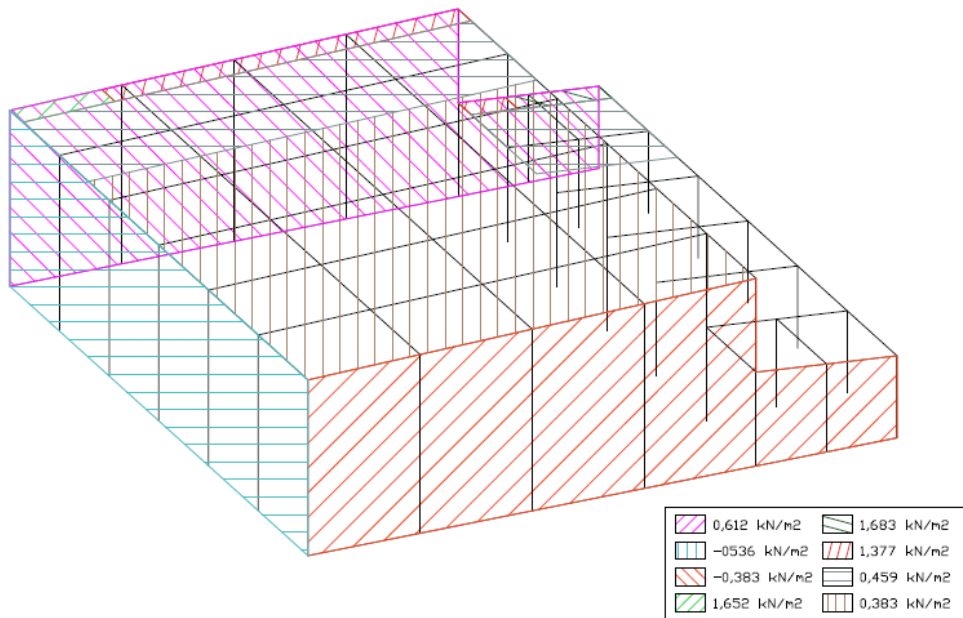 0,612 kN/m2 1,683 kN/m2
-0536 kN/m2 1,377 kN/m2
-0,383 kN/m2 0,459 kN/m2
1,652 kN/m2 0,383 kN/m2